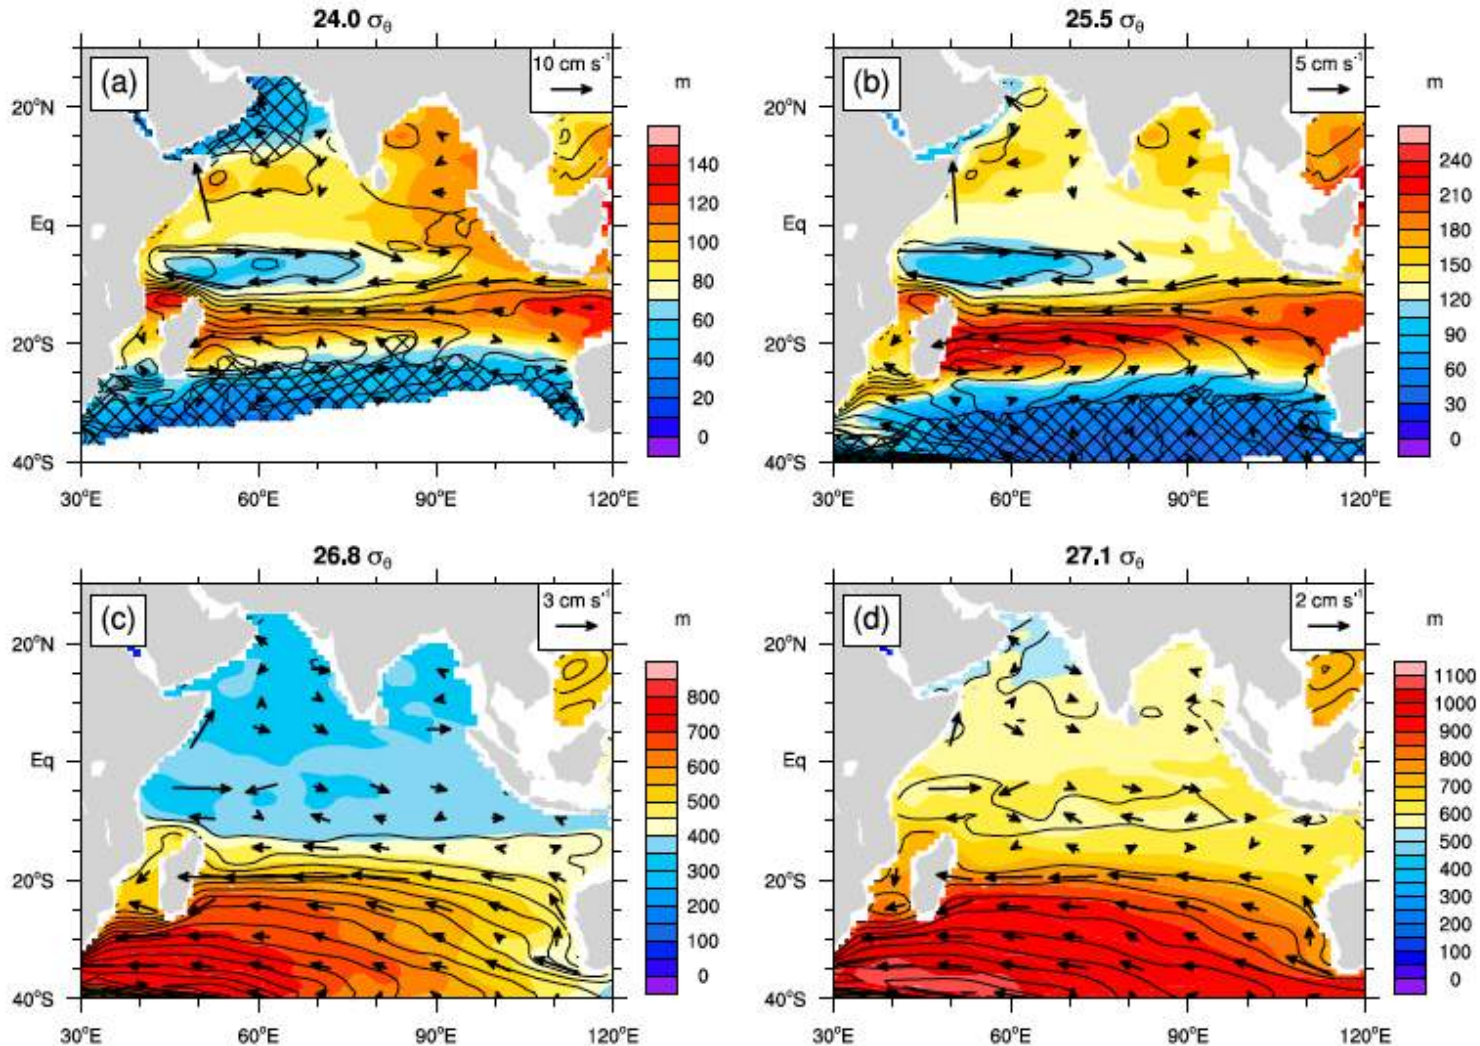 24.0 σθ
(a)
10 cm s⁻¹
m
20°N
Eq
20°S
40°S
30°E 60°E 90°E 120°E
140
120
100
80
60
40
20
0
25.5 σθ
(b)
5 cm s⁻¹
m
20°N
Eq
20°S
40°S
30°E 60°E 90°E 120°E
240
210
180
150
120
90
60
30
0
26.8 σθ
(c)
3 cm s⁻¹
m
20°N
Eq
20°S
40°S
30°E 60°E 90°E 120°E
800
700
600
500
400
300
200
100
0
27.1 σθ
(d)
2 cm s⁻¹
m
20°N
Eq
20°S
40°S
30°E 60°E 90°E 120°E
1100
1000
900
800
700
600
500
400
300
200
100
0